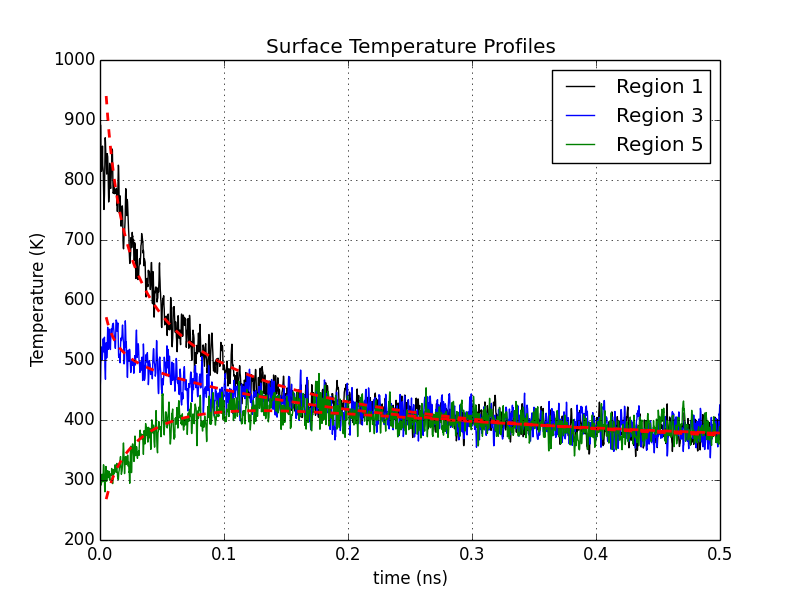 Surface Temperature Profiles
1000
900
800
700
600
500
400
300
200
Temperature (K)
Region 1
Region 3
Region 5
0.0 0.1 0.2 0.3 0.4 0.5
time (ns)